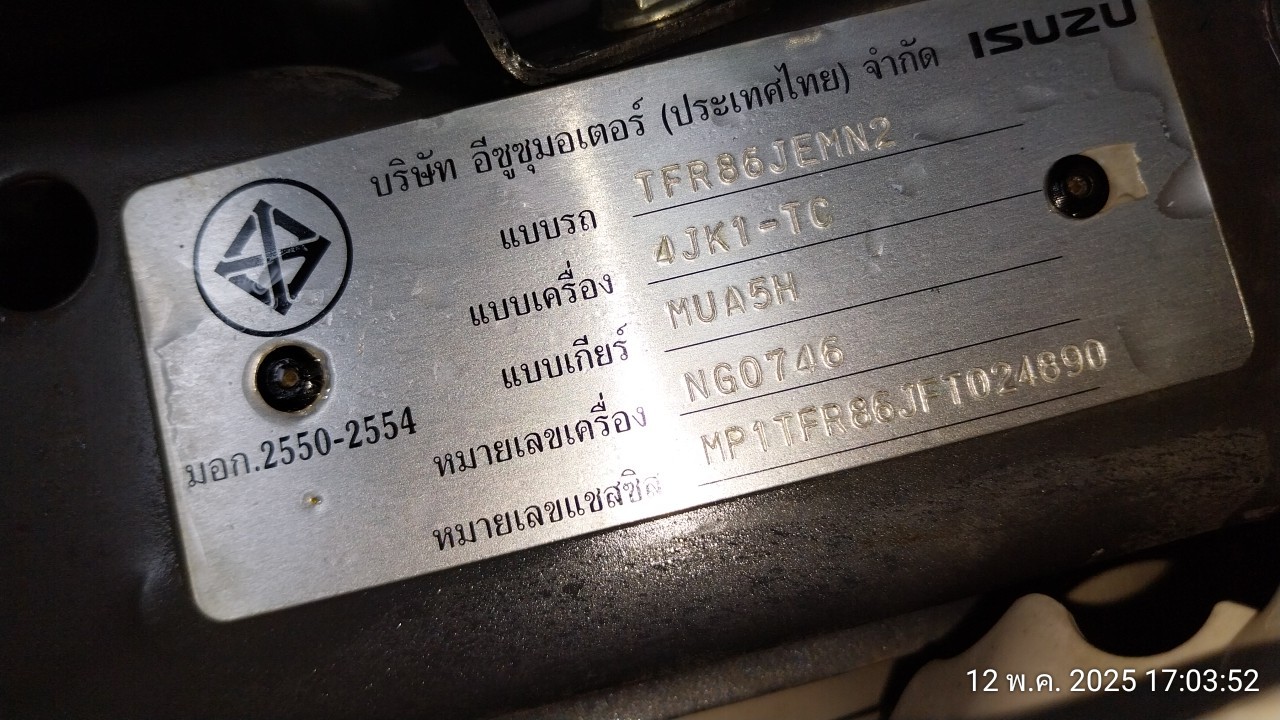 ISUZU
บริษัท อีซูซุมอเตอร์ (ประเทศไทย) จำกัด
แบบรถ TFR86JEMN2
แบบเครื่อง 4JK1-TC
แบบเกียร์ MUA5H
หมายเลขเครื่อง NG0746
หมายเลขแชสซิส MP1TFR86JFT024890
มอก.2550-2554
12 พ.ค. 2025 17:03:52